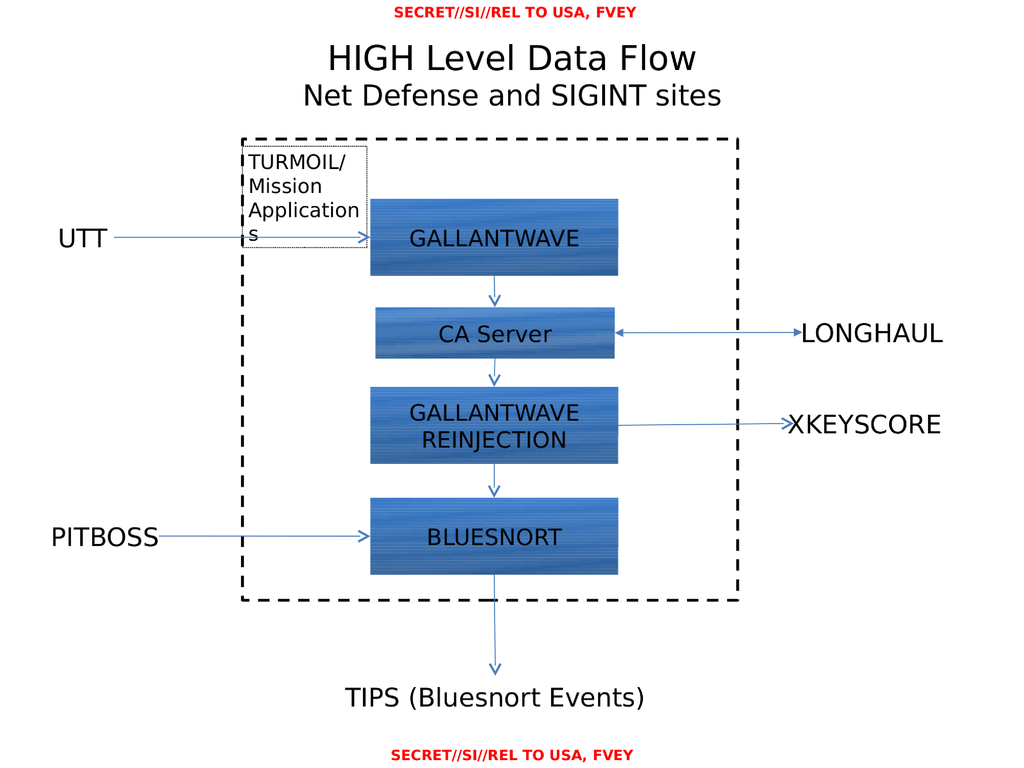 SECRET//SI//REL TO USA, FVEY
HIGH Level Data Flow
Net Defense and SIGINT sites
TURMOIL/
Mission
Application
s
UTT
GALLANTWAVE
CA Server
LONGHAUL
GALLANTWAVE
REINJECTION
XKEYSCORE
PITBOSS
BLUESNORT
TIPS (Bluesnort Events)
SECRET//SI//REL TO USA, FVEY